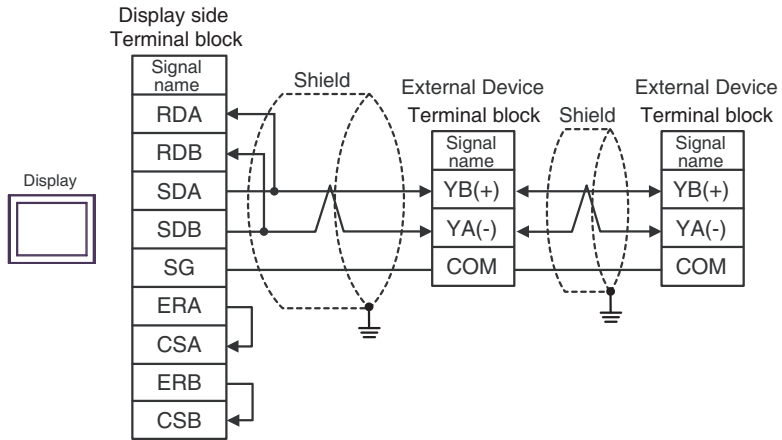 Display side
Terminal block
Signal
name
RDA
RDB
SDA
SDB
SG
ERA
CSA
ERB
CSB
Display
Shield
External Device
Terminal block
Signal
name
YB(+)
YA(-)
COM
Shield
External Device
Terminal block
Signal
name
YB(+)
YA(-)
COM